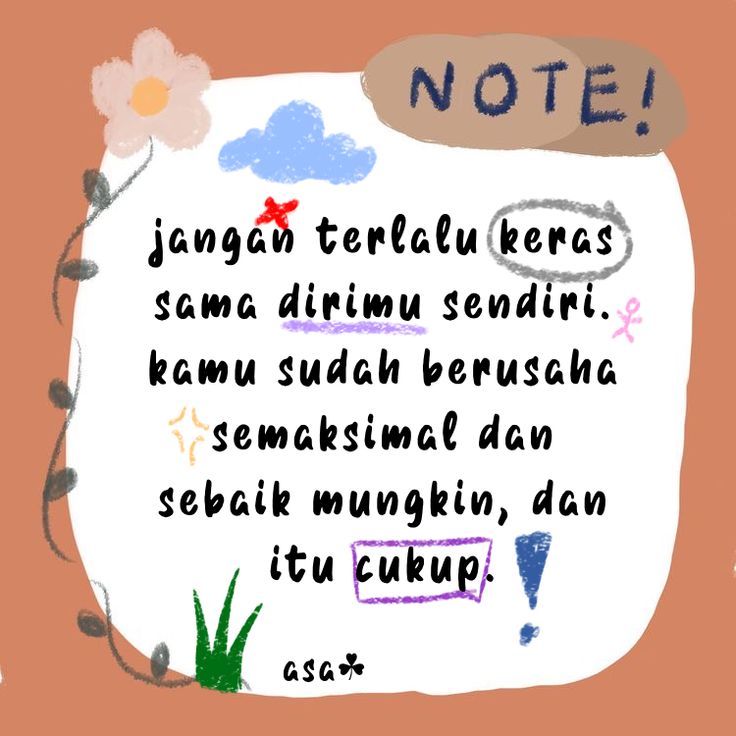 NOTE!
jangan terlalu keras
sama dirimu sendiri.
kamu sudah berusaha
semaksimal dan
sebaik mungkin, dan
itu cukup.
asa☘